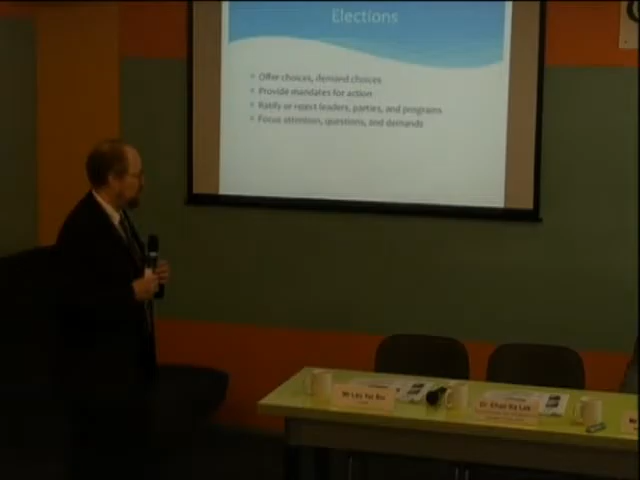 Elections
Offer choices, demand choices
Provide mandates for action
Ratify or reject leaders, parties, and programs
Focus attention, questions, and demands